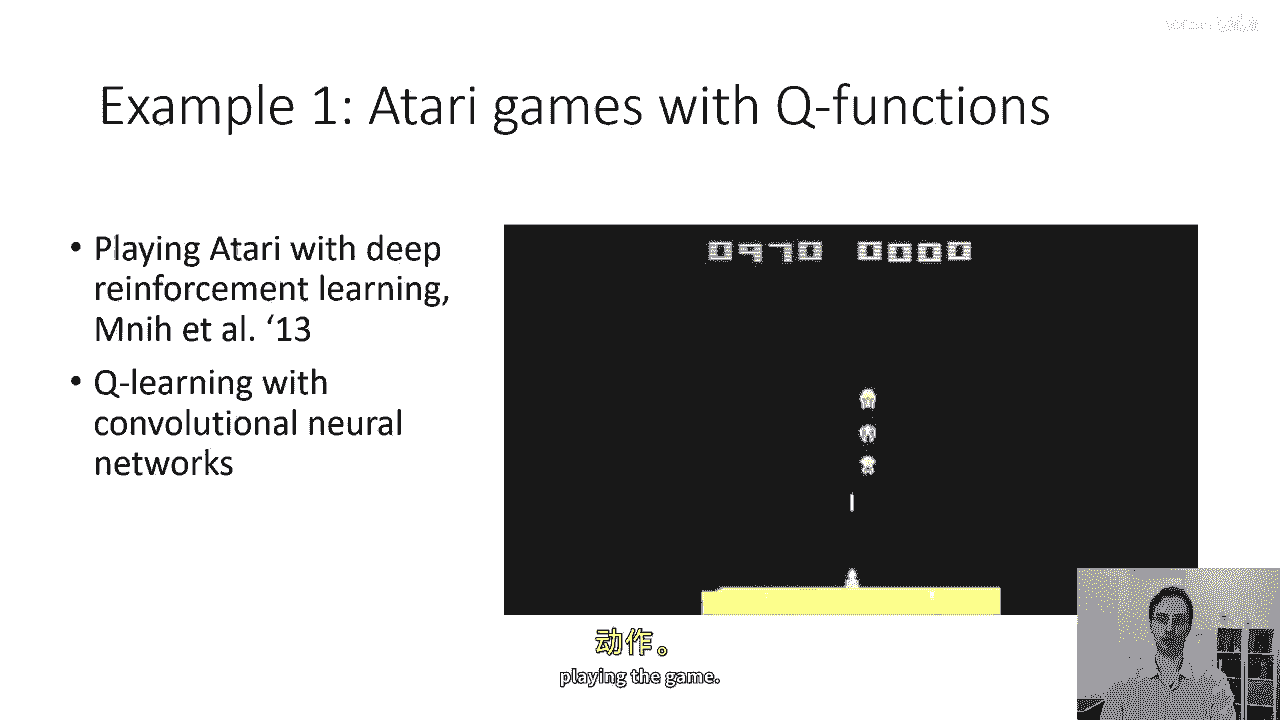 Example 1: Atari games with Q-functions
• Playing Atari with deep
reinforcement learning,
Mnih et al. ‘13
• Q-learning with
convolutional neural
networks
0970 0000
动作。
playing the game.